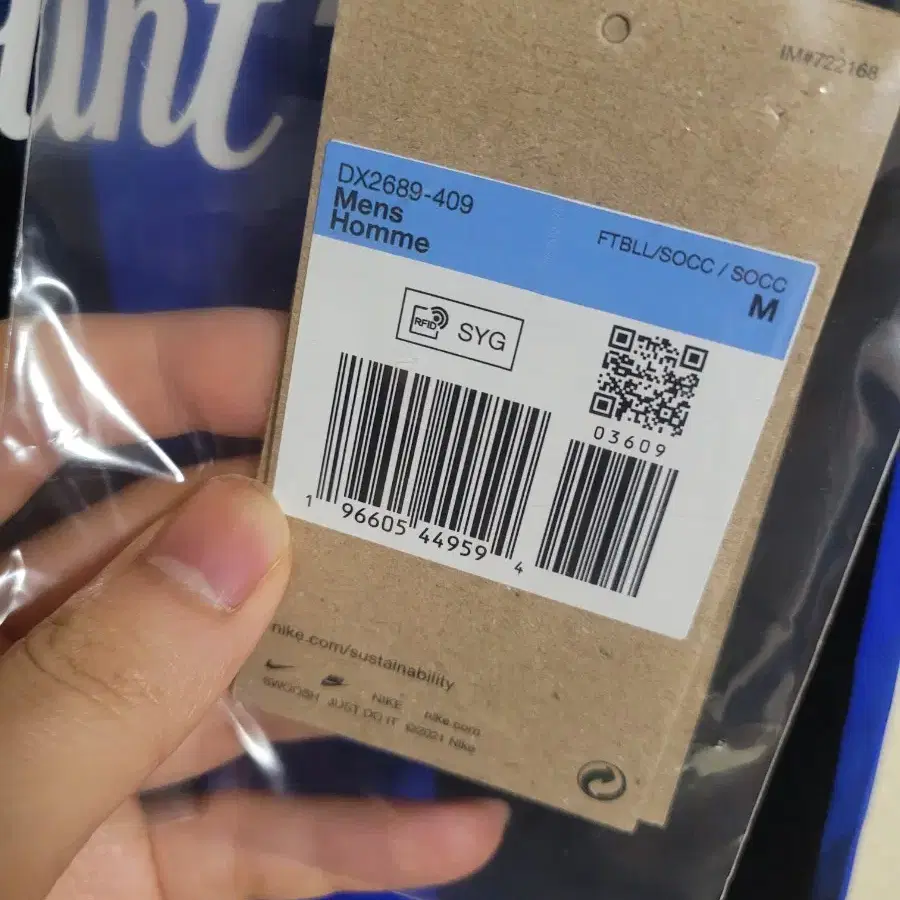 unt
IM#722168
DX2689-409
Mens
Homme
FTBLL/SOCC / SOCC
M
RFID SYG
03609
1 96605 44959 4
nike.com/sustainability
NIKE nike.com
SWOOSH JUST DO IT ©2021 Nike